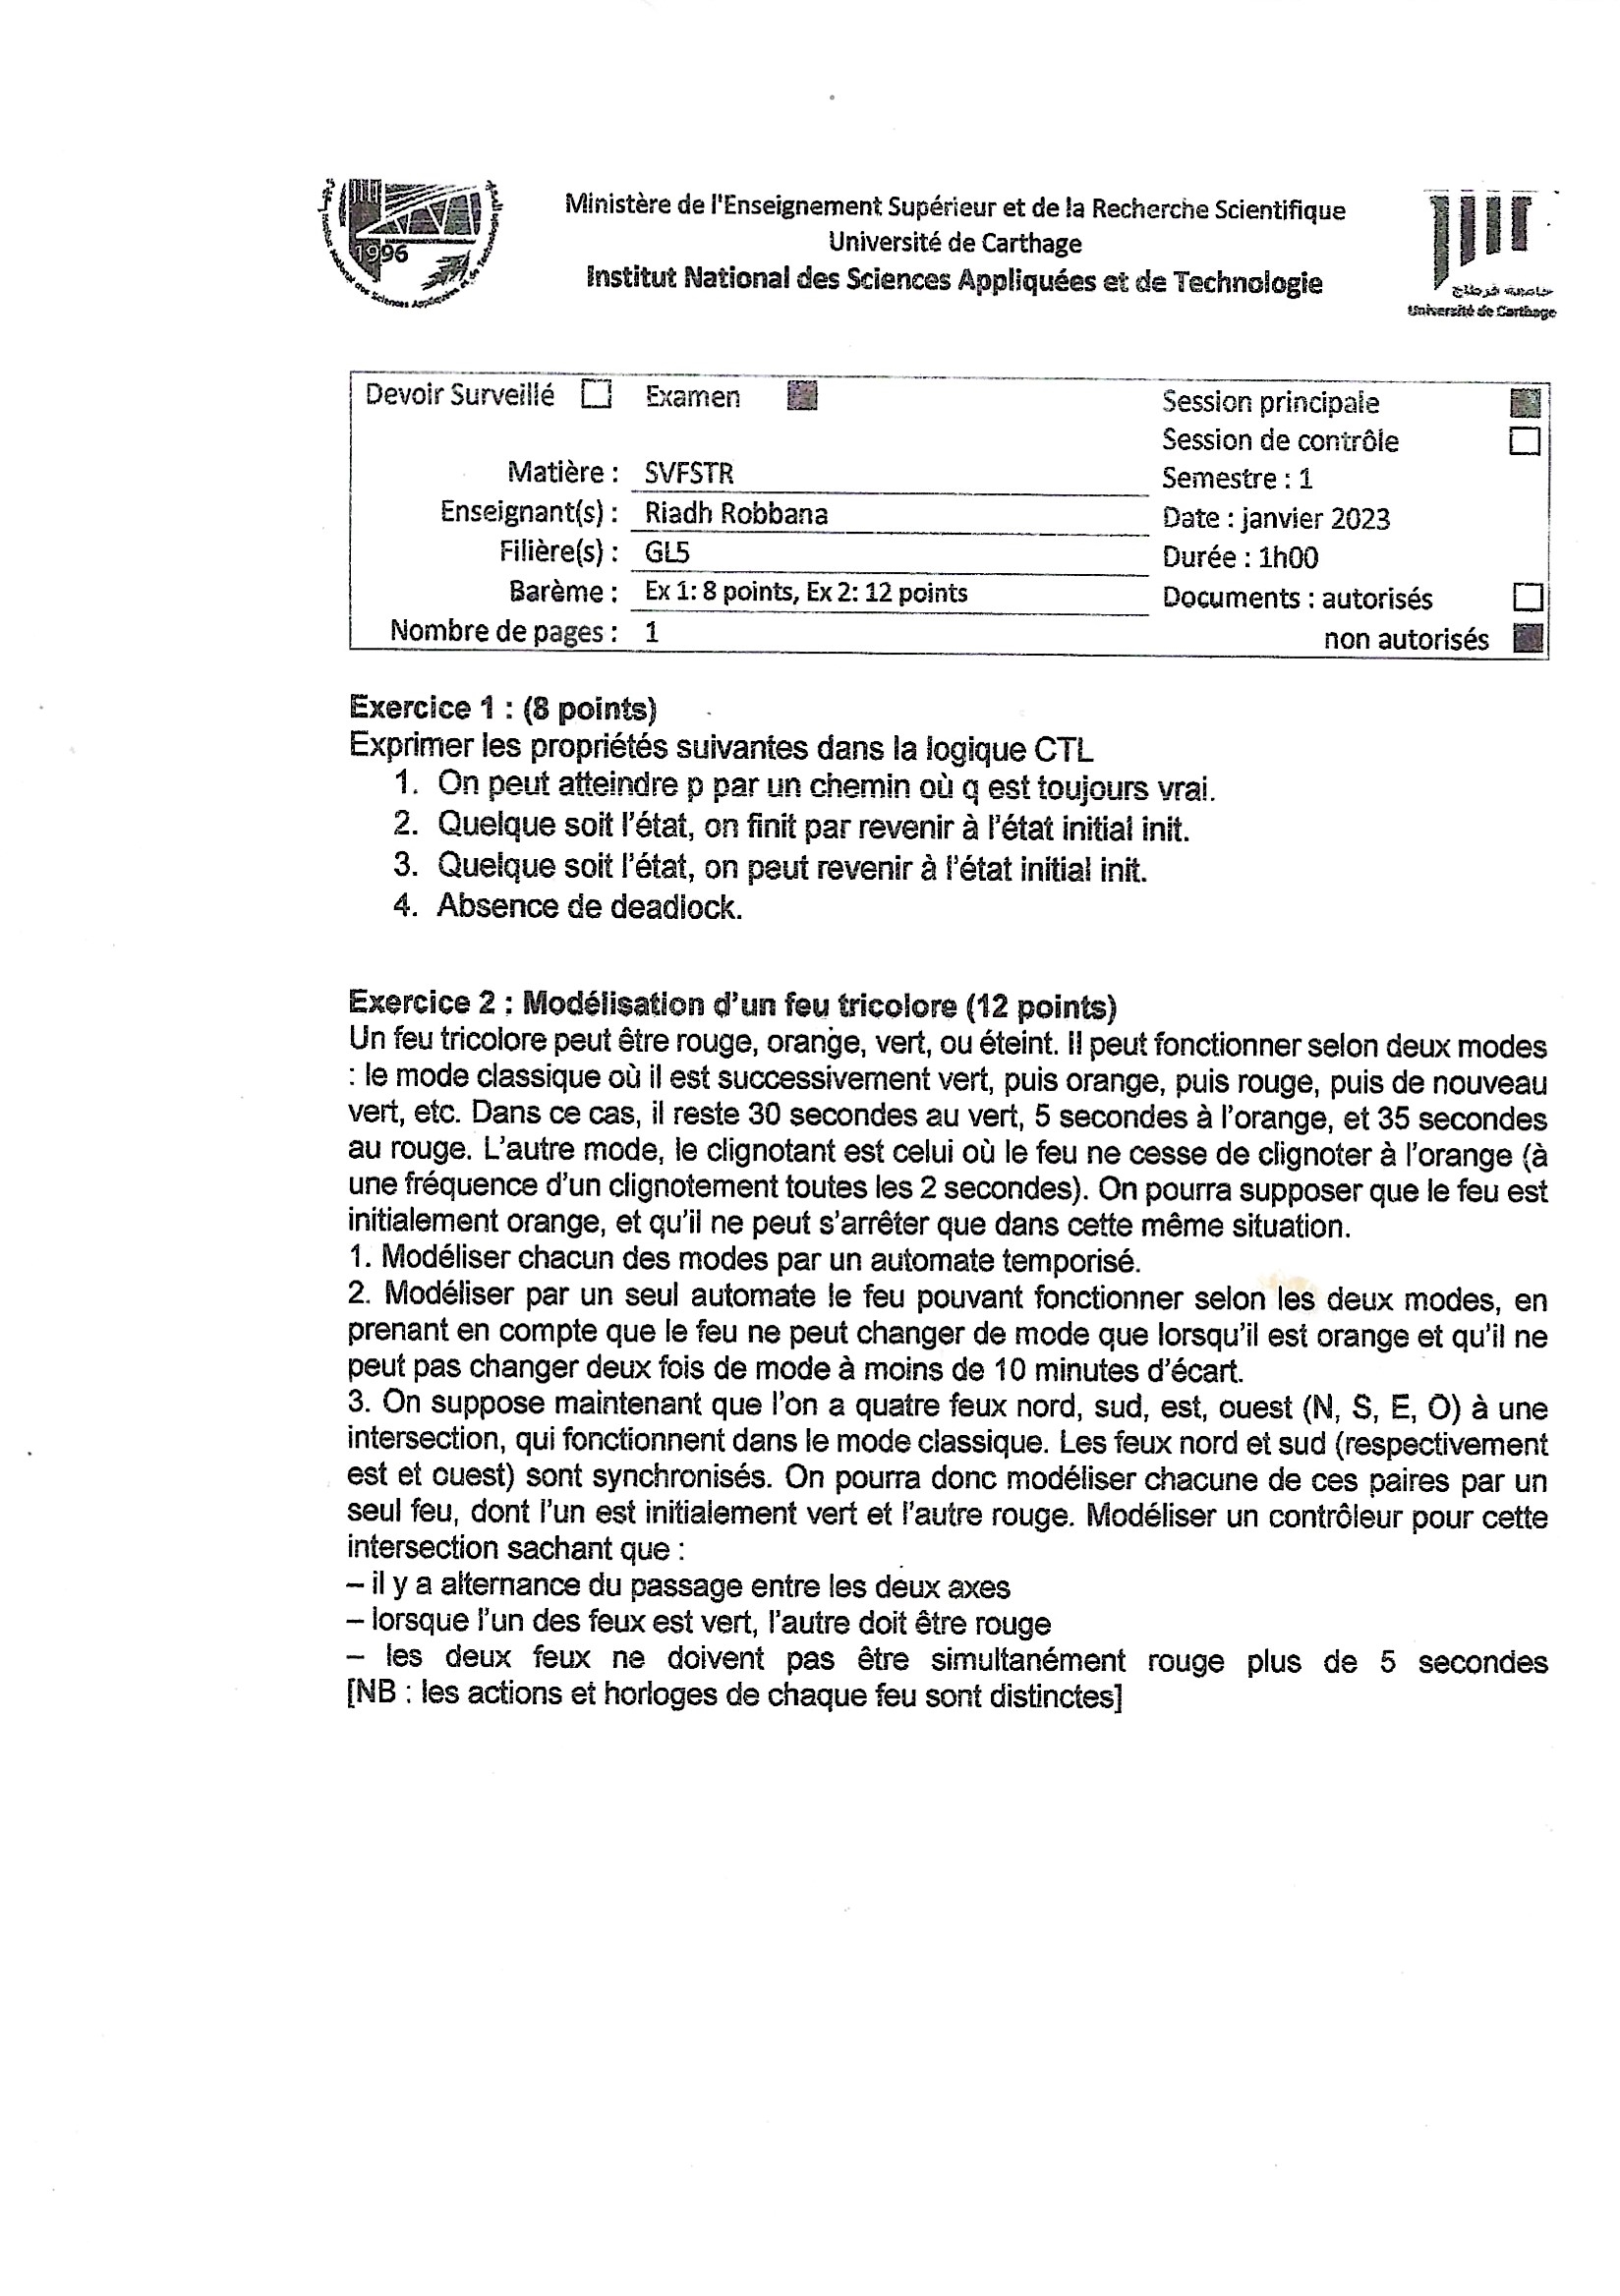 Ministère de l'Enseignement Supérieur et de la Recherche Scientifique
Université de Carthage
Institut National des Sciences Appliquées et de Technologie
1996
جامعة قرطاج
Université de Carthage
Devoir Surveillé Examen
Session principale
Session de contrôle
Matière : SVFSTR
Semestre : 1
Enseignant(s) : Riadh Robbana
Date : janvier 2023
Filière(s) : GL5
Durée : 1h00
Barème : Ex 1: 8 points, Ex 2: 12 points
Documents : autorisés
Nombre de pages : 1
non autorisés
Exercice 1 : (8 points)
Exprimer les propriétés suivantes dans la logique CTL
1. On peut atteindre p par un chemin où q est toujours vrai.
2. Quelque soit l'état, on finit par revenir à l'état initial init.
3. Quelque soit l'état, on peut revenir à l'état initial init.
4. Absence de deadlock.
Exercice 2 : Modélisation d'un feu tricolore (12 points)
Un feu tricolore peut être rouge, orange, vert, ou éteint. Il peut fonctionner selon deux modes
: le mode classique où il est successivement vert, puis orange, puis rouge, puis de nouveau
vert, etc. Dans ce cas, il reste 30 secondes au vert, 5 secondes à l'orange, et 35 secondes
au rouge. L'autre mode, le clignotant est celui où le feu ne cesse de clignoter à l'orange (à
une fréquence d'un clignotement toutes les 2 secondes). On pourra supposer que le feu est
initialement orange, et qu'il ne peut s'arrêter que dans cette même situation.
1. Modéliser chacun des modes par un automate temporisé.
2. Modéliser par un seul automate le feu pouvant fonctionner selon les deux modes, en
prenant en compte que le feu ne peut changer de mode que lorsqu'il est orange et qu'il ne
peut pas changer deux fois de mode à moins de 10 minutes d'écart.
3. On suppose maintenant que l'on a quatre feux nord, sud, est, ouest (N, S, E, O) à une
intersection, qui fonctionnent dans le mode classique. Les feux nord et sud (respectivement
est et ouest) sont synchronisés. On pourra donc modéliser chacune de ces paires par un
seul feu, dont l'un est initialement vert et l'autre rouge. Modéliser un contrôleur pour cette
intersection sachant que :
– il y a alternance du passage entre les deux axes
– lorsque l'un des feux est vert, l'autre doit être rouge
– les deux feux ne doivent pas être simultanément rouge plus de 5 secondes
[NB : les actions et horloges de chaque feu sont distinctes]